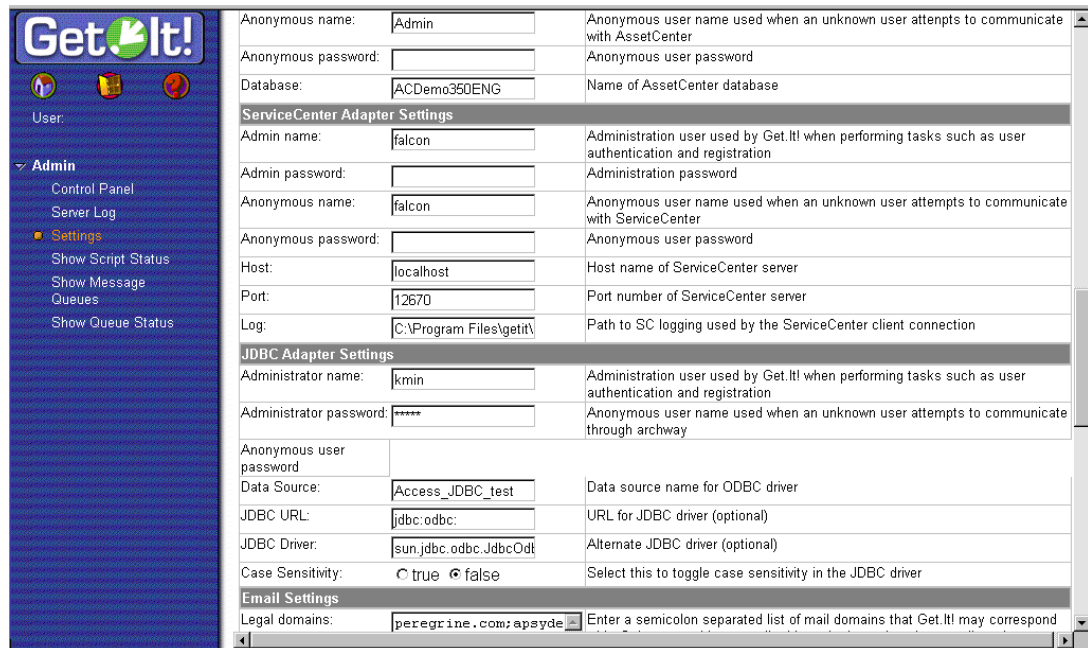 Get.It!
User:
Admin
Control Panel
Server Log
Settings
Show Script Status
Show Message
Queues
Show Queue Status
Anonymous name:
Admin
Anonymous user name used when an unknown user attenpts to communicate
with AssetCenter
Anonymous password:
Anonymous user password
Database:
ACDemo350ENG
Name of AssetCenter database
ServiceCenter Adapter Settings
Admin name:
falcon
Administration user used by Get.It! when performing tasks such as user
authentication and registration
Admin password:
Administration password
Anonymous name:
falcon
Anonymous user name used when an unknown user attempts to communicate
with ServiceCenter
Anonymous password:
Anonymous user password
Host:
localhost
Host name of ServiceCenter server
Port:
12670
Port number of ServiceCenter server
Log:
C:\Program Files\getit\
Path to SC logging used by the ServiceCenter client connection
JDBC Adapter Settings
Administrator name:
kmin
Administration user used by Get.It! when performing tasks such as user
authentication and registration
Administrator password:
*****
Anonymous user name used when an unknown user attempts to communicate
through archway
Anonymous user
password
Data Source:
Access_JDBC_test
Data source name for ODBC driver
JDBC URL:
jdbc:odbc:
URL for JDBC driver (optional)
JDBC Driver:
sun.jdbc.odbc.JdbcOd
Alternate JDBC driver (optional)
Case Sensitivity:
true false
Select this to toggle case sensitivity in the JDBC driver
Email Settings
Legal domains:
peregrine.com;apsyde
Enter a semicolon separated list of mail domains that Get.It! may correspond